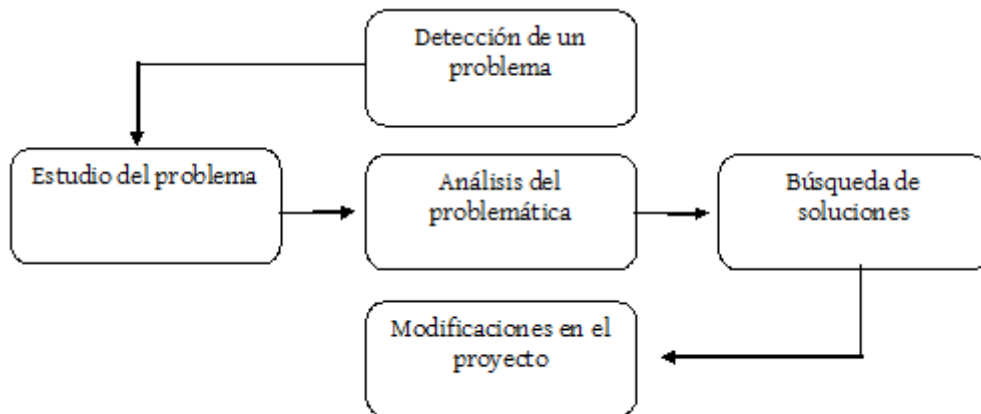 Detección de un
problema
Estudio del problema
Análisis del
problemática
Búsqueda de
soluciones
Modificaciones en el
proyecto